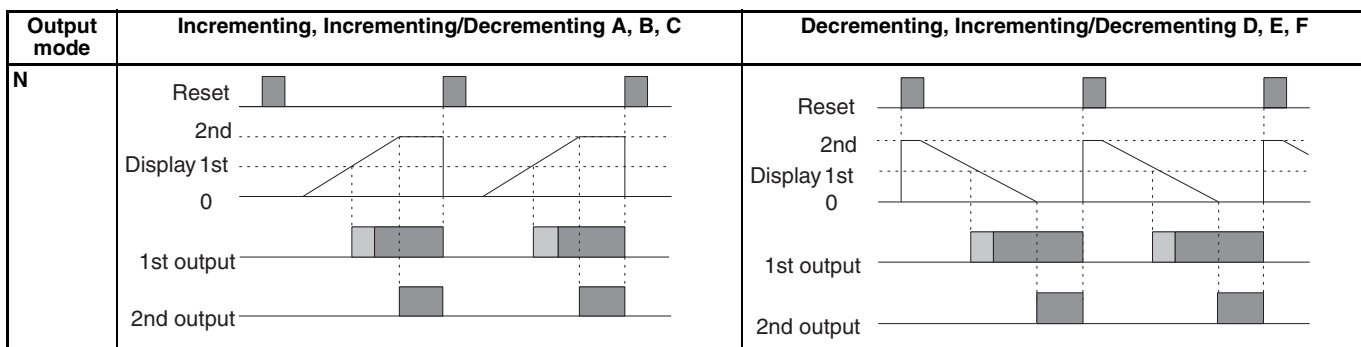 Output mode
Incrementing, Incrementing/Decrementing A, B, C
Decrementing, Incrementing/Decrementing D, E, F
N
Reset
2nd
Display 1st
0
1st output
2nd output
Reset
2nd
Display 1st
0
1st output
2nd output